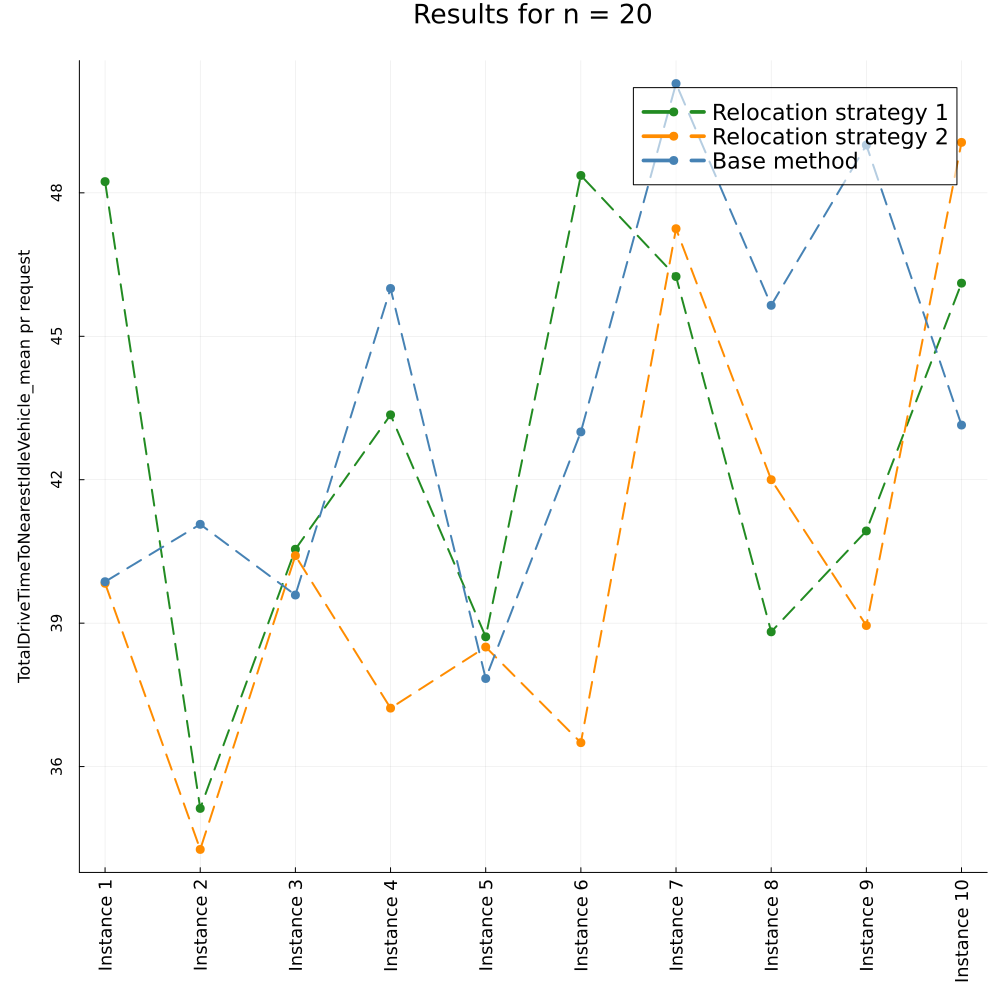 Results for n = 20
Relocation strategy 1
Relocation strategy 2
Base method
TotalDriveTimeToNearestIdleVehicle_mean pr request
48
45
42
39
36
Instance 1
Instance 2
Instance 3
Instance 4
Instance 5
Instance 6
Instance 7
Instance 8
Instance 9
Instance 10